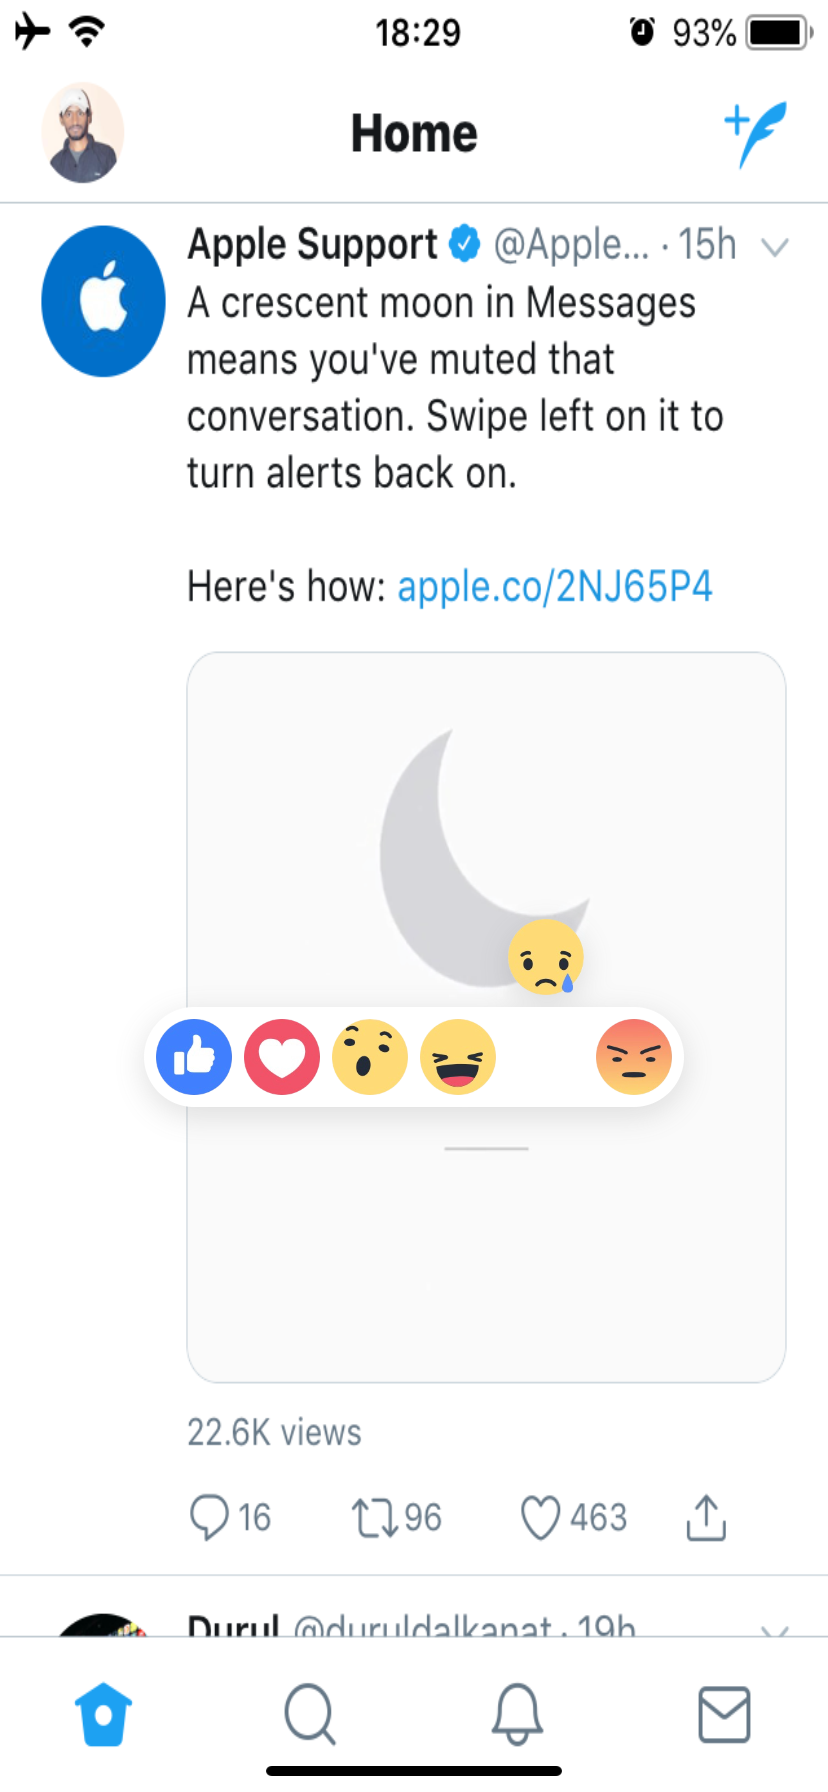 18:29
93%
Home
Apple Support @Apple... · 15h
A crescent moon in Messages
means you've muted that
conversation. Swipe left on it to
turn alerts back on.
Here's how: apple.co/2NJ65P4
22.6K views
16 96 463
Durul @duruldalkanat · 19h